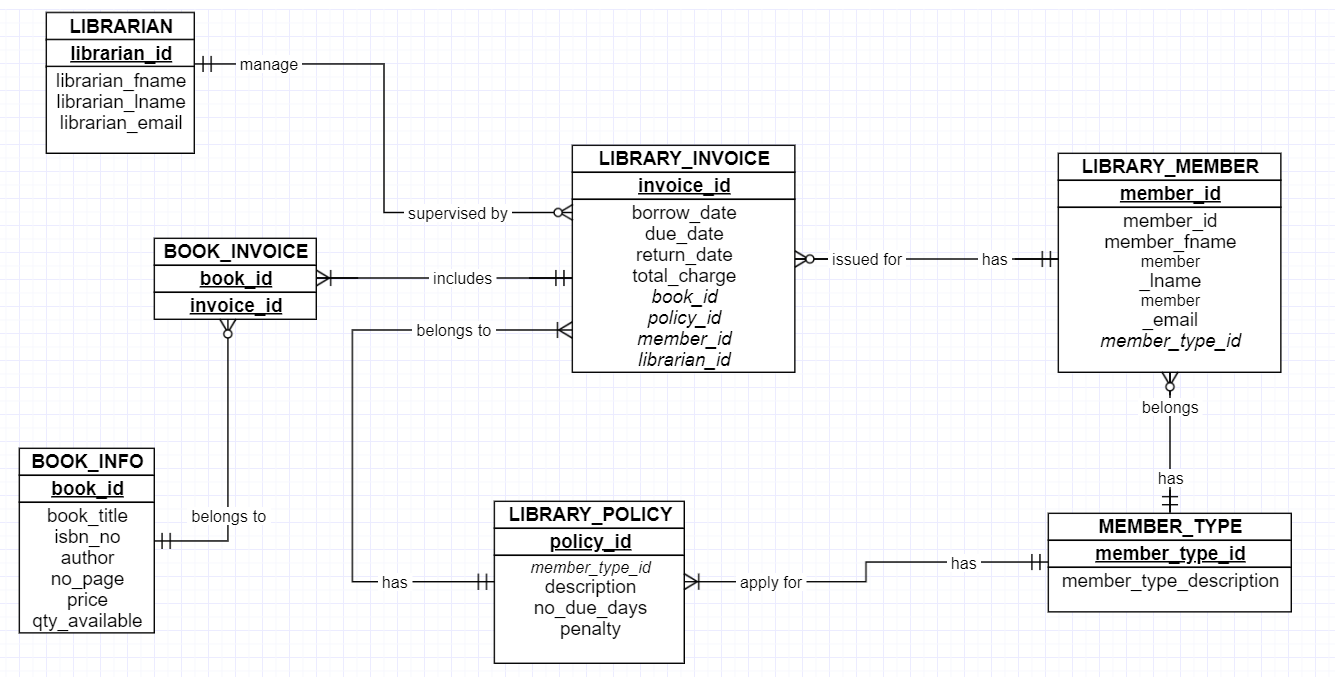 LIBRARIAN
librarian_id
librarian_fname
librarian_lname
librarian_email
manage
supervised by
LIBRARY_INVOICE
invoice_id
borrow_date
due_date
return_date
total_charge
book_id
policy_id
member_id
librarian_id
LIBRARY_MEMBER
member_id
member_id
member_fname
member
_lname
member
_email
member_type_id
issued for
has
BOOK_INVOICE
book_id
invoice_id
includes
belongs to
belongs
has
BOOK_INFO
book_id
book_title
isbn_no
author
no_page
price
qty_available
belongs to
has
LIBRARY_POLICY
policy_id
member_type_id
description
no_due_days
penalty
apply for
has
MEMBER_TYPE
member_type_id
member_type_description